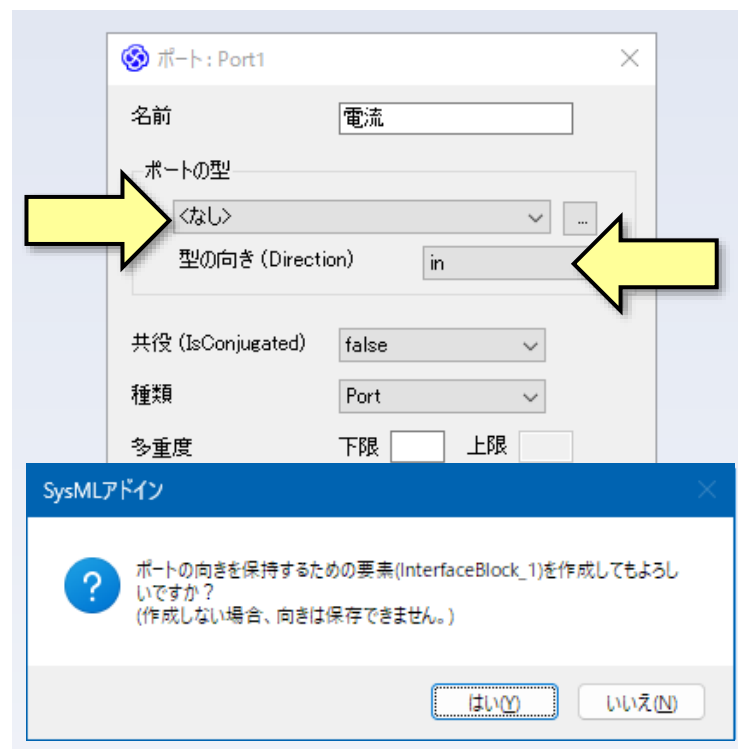 ポート : Port1
名前 電流
ポートの型
<なし> ...
型の向き (Direction) in
共役 (IsConjugated) false
種類 Port
多重度 下限 上限
SysMLアドイン
ポートの向きを保持するための要素(InterfaceBlock_1)を作成してもよろし
いですか？
(作成しない場合、向きは保存できません。)
はい(Y) いいえ(N)